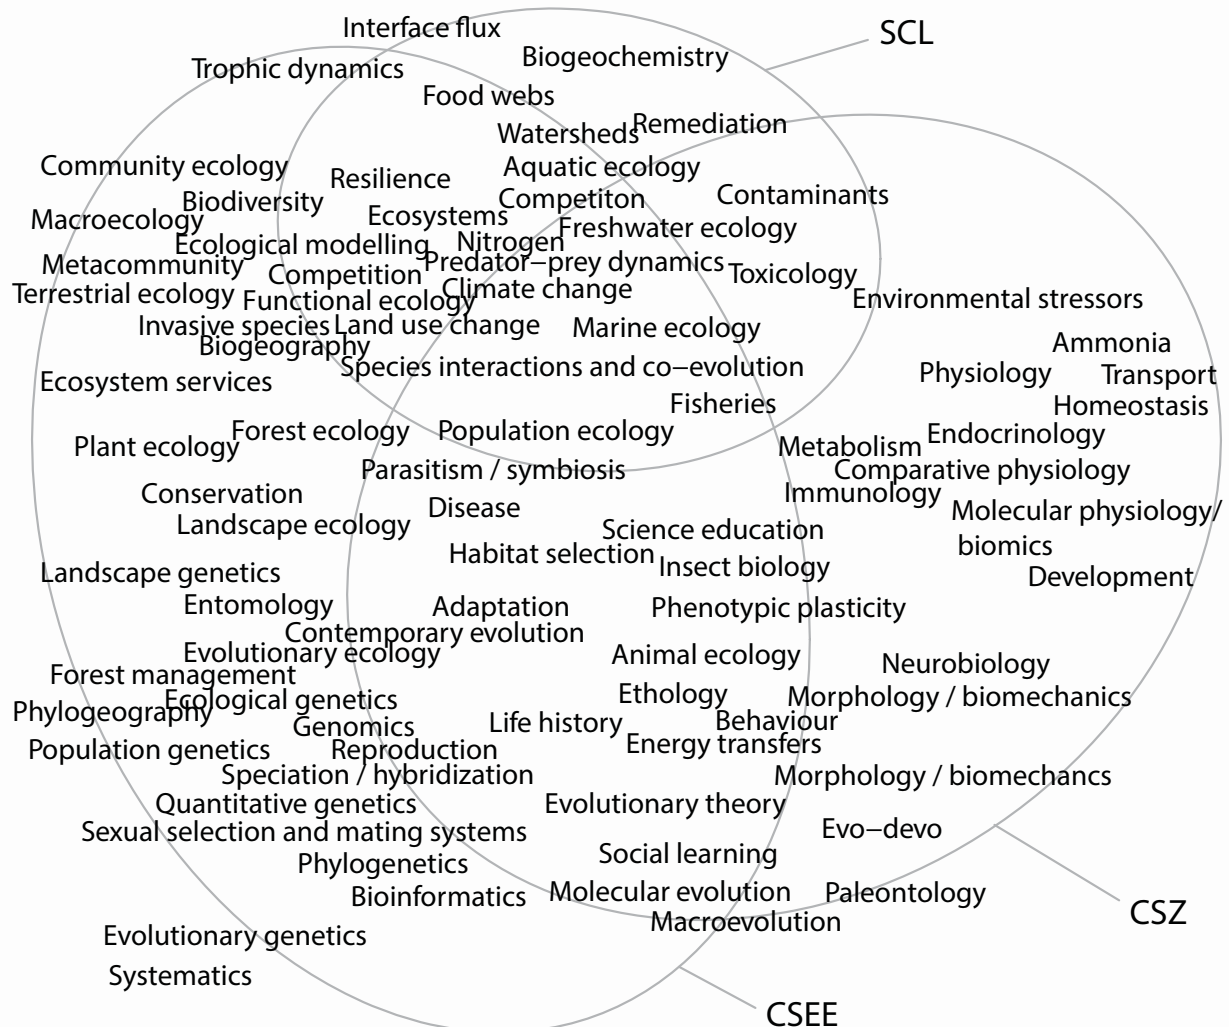 Interface flux
SCL
Biogeochemistry
Trophic dynamics
Food webs
Remediation
Watersheds
Community ecology
Aquatic ecology
Resilience
Contaminants
Biodiversity
Competiton
Macroecology
Ecosystems
Freshwater ecology
Ecological modelling
Nitrogen
Metacommunity
Predator−prey dynamics
Competition
Toxicology
Terrestrial ecology
Climate change
Functional ecology
Environmental stressors
Invasive species
Land use change
Marine ecology
Biogeography
Ammonia
Species interactions and co−evolution
Physiology
Transport
Ecosystem services
Fisheries
Homeostasis
Forest ecology
Population ecology
Endocrinology
Plant ecology
Metabolism
Parasitism / symbiosis
Comparative physiology
Conservation
Immunology
Disease
Molecular physiology/
biomics
Landscape ecology
Science education
Habitat selection
Insect biology
Landscape genetics
Development
Entomology
Adaptation
Phenotypic plasticity
Contemporary evolution
Evolutionary ecology
Animal ecology
Neurobiology
Forest management
Ecological genetics
Ethology
Morphology / biomechanics
Phylogeography
Genomics
Life history
Behaviour
Population genetics
Reproduction
Energy transfers
Speciation / hybridization
Morphology / biomechancs
Quantitative genetics
Evolutionary theory
Sexual selection and mating systems
Evo−devo
Phylogenetics
Social learning
Bioinformatics
Molecular evolution
Paleontology
CSZ
Macroevolution
Evolutionary genetics
Systematics
CSEE